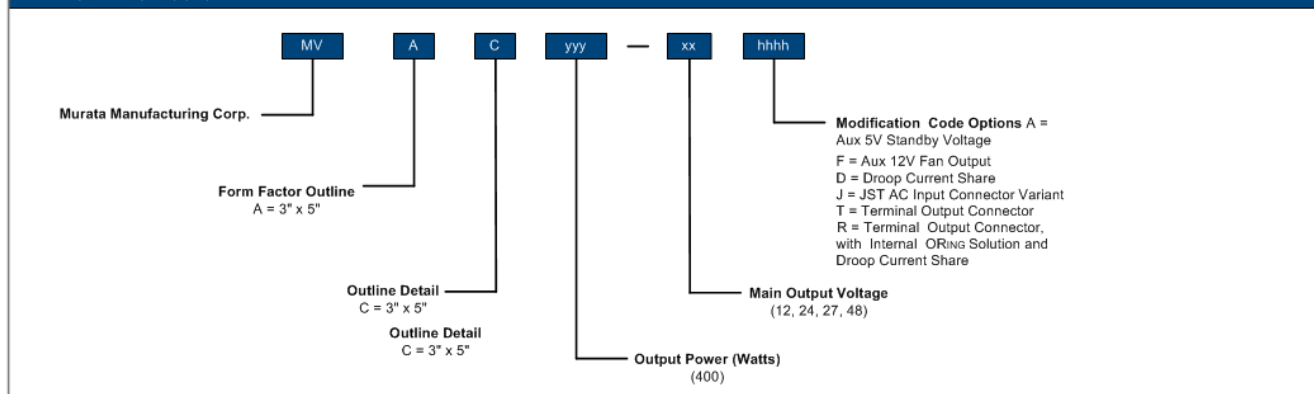 MV A C yyy — xx hhhh
Murata Manufacturing Corp.
Modification Code Options A =
Aux 5V Standby Voltage
F = Aux 12V Fan Output
D = Droop Current Share
J = JST AC Input Connector Variant
T = Terminal Output Connector
R = Terminal Output Connector,
with Internal ORING Solution and
Droop Current Share
Form Factor Outline
A = 3" x 5"
Outline Detail
C = 3" x 5"
Main Output Voltage
(12, 24, 27, 48)
Outline Detail
C = 3" x 5"
Output Power (Watts)
(400)